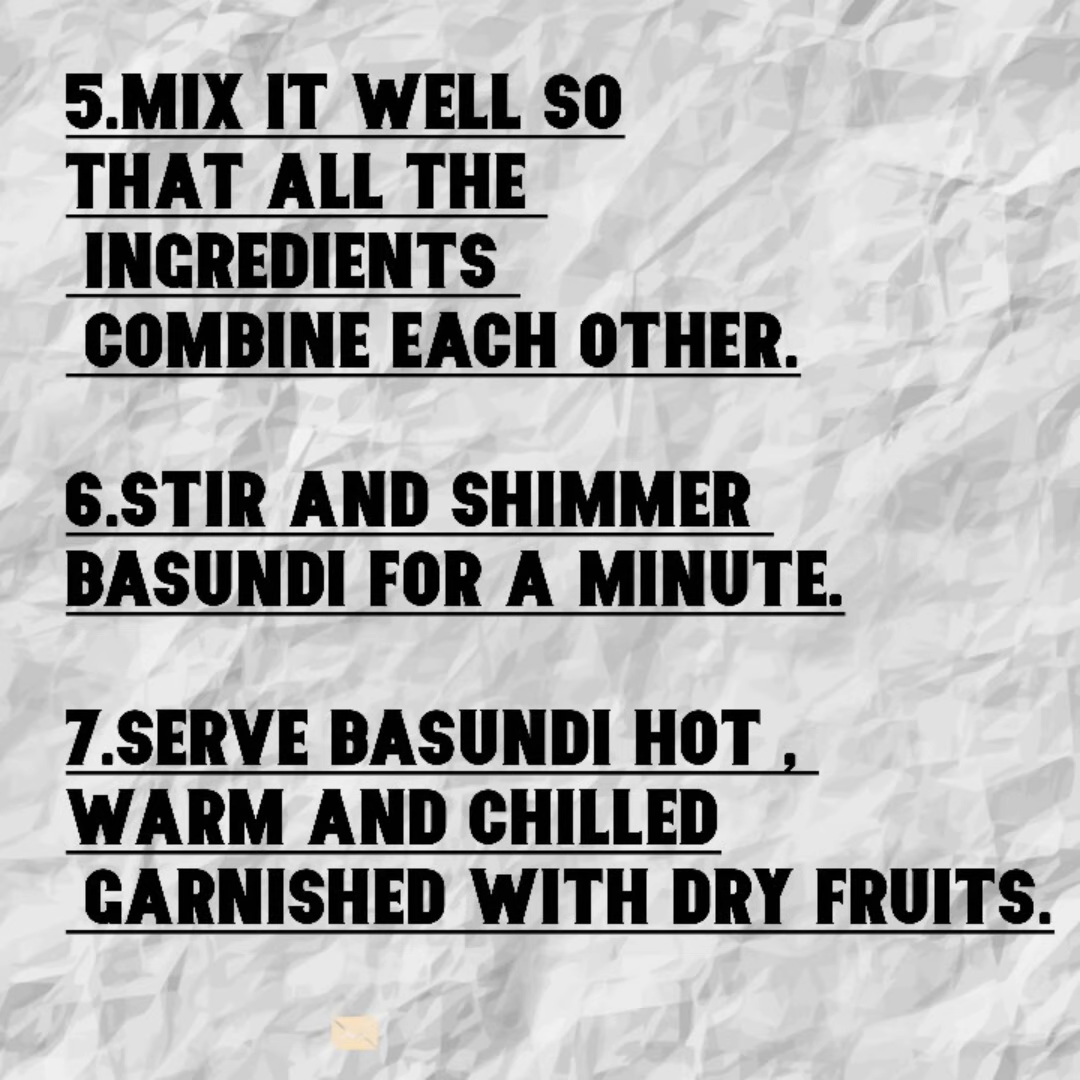 5.MIX IT WELL SO
THAT ALL THE
INGREDIENTS
COMBINE EACH OTHER.
6.STIR AND SHIMMER
BASUNDI FOR A MINUTE.
7.SERVE BASUNDI HOT ,
WARM AND CHILLED
GARNISHED WITH DRY FRUITS.